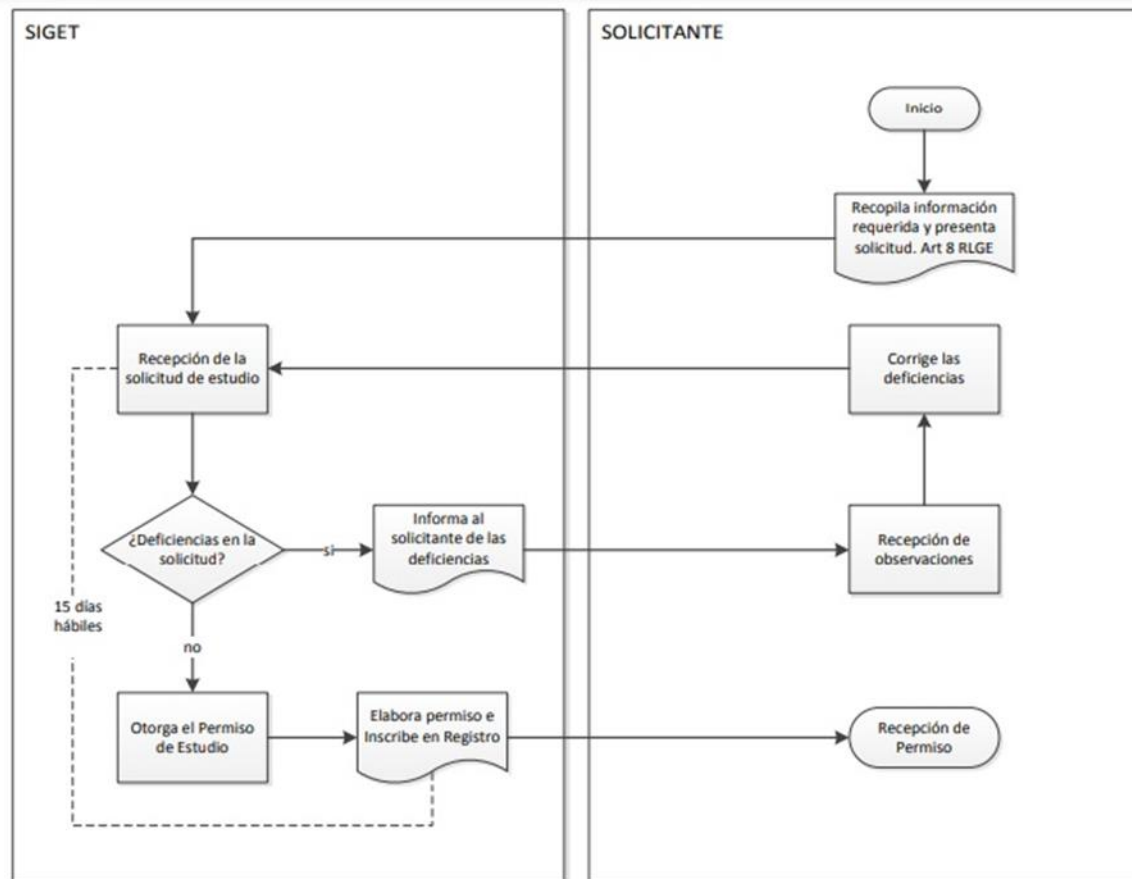 SIGET
SOLICITANTE
Inicio
Recopila información
requerida y presenta
solicitud. Art 8 RLGE
Recepción de la
solicitud de estudio
Corrige las
deficiencias
¿Deficiencias en la
solicitud?
si
Informa al
solicitante de las
deficiencias
Recepción de
observaciones
15 días
hábiles
no
Otorga el Permiso
de Estudio
Elabora permiso e
Inscribe en Registro
Recepción de
Permiso